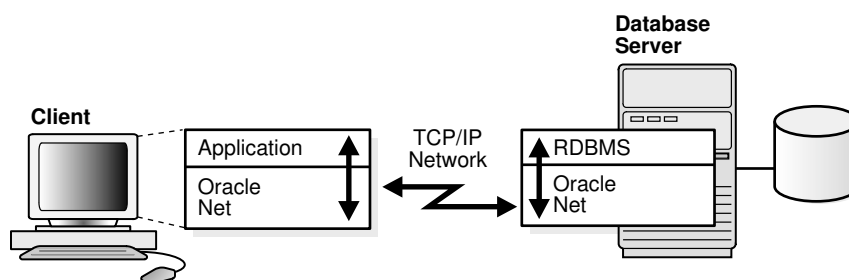 Database
Server
Client
Application
Oracle
Net
TCP/IP
Network
RDBMS
Oracle
Net